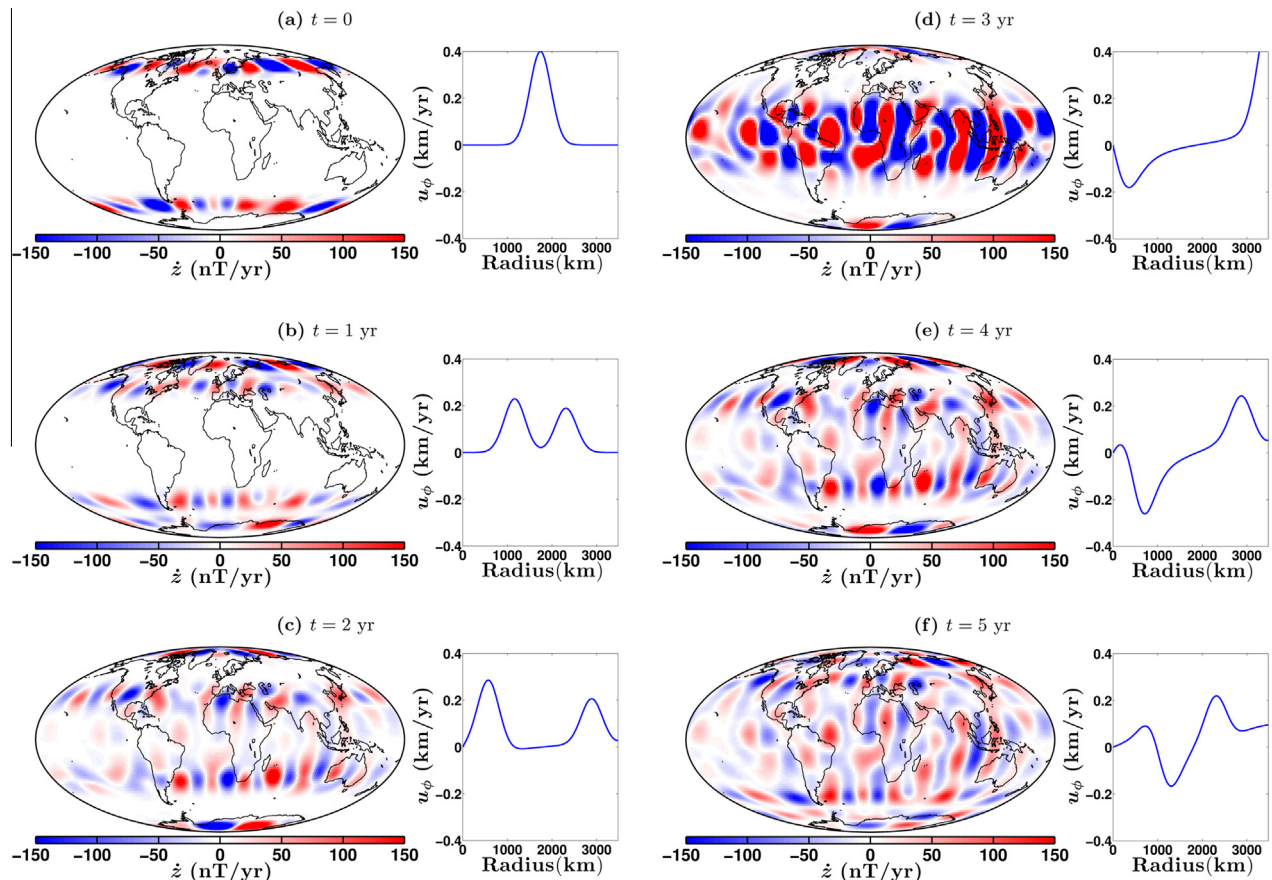 (a) t = 0
0.4
0.2
0
−0.2
−0.4
u_ϕ (km/yr)
0 1000 2000 3000
Radius(km)
−150 −100 −50 0 50 100 150
ż (nT/yr)
(b) t = 1 yr
0.4
0.2
0
−0.2
−0.4
u_ϕ (km/yr)
0 1000 2000 3000
Radius(km)
−150 −100 −50 0 50 100 150
ż (nT/yr)
(c) t = 2 yr
0.4
0.2
0
−0.2
−0.4
u_ϕ (km/yr)
0 1000 2000 3000
Radius(km)
−150 −100 −50 0 50 100 150
ż (nT/yr)
(d) t = 3 yr
0.4
0.2
0
−0.2
−0.4
u_ϕ (km/yr)
0 1000 2000 3000
Radius(km)
−150 −100 −50 0 50 100 150
ż (nT/yr)
(e) t = 4 yr
0.4
0.2
0
−0.2
−0.4
u_ϕ (km/yr)
0 1000 2000 3000
Radius(km)
−150 −100 −50 0 50 100 150
ż (nT/yr)
(f) t = 5 yr
0.4
0.2
0
−0.2
−0.4
u_ϕ (km/yr)
0 1000 2000 3000
Radius(km)
−150 −100 −50 0 50 100 150
ż (nT/yr)